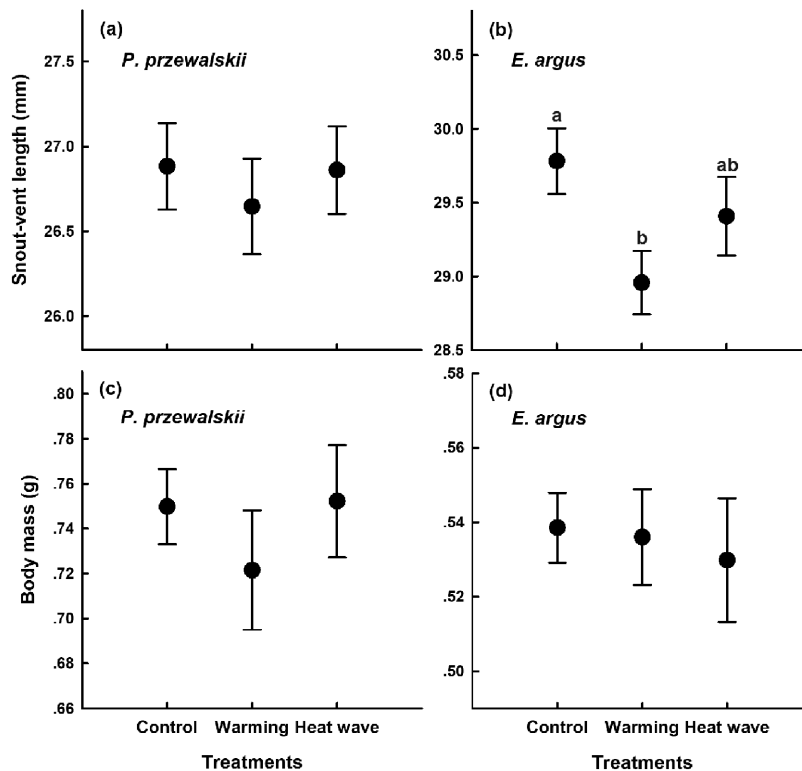 (a)
P. przewalskii
27.5
27.0
26.5
26.0
Snout-vent length (mm)
(b)
E. argus
30.5
30.0
29.5
29.0
28.5
a
b
ab
(c)
P. przewalskii
.80
.78
.76
.74
.72
.70
.68
.66
Body mass (g)
Control Warming Heat wave
Treatments
(d)
E. argus
.58
.56
.54
.52
.50
Control Warming Heat wave
Treatments